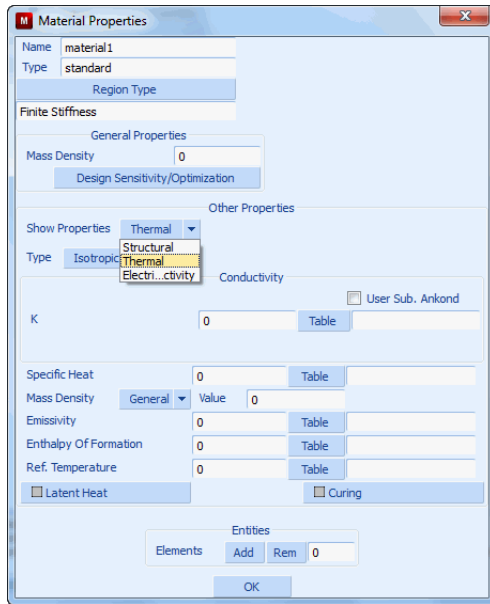 M Material Properties
Name material1
Type standard
Region Type
Finite Stiffness
General Properties
Mass Density 0
Design Sensitivity/Optimization
Other Properties
Show Properties Thermal
Structural
Type Isotropic Thermal
Electri...ctivity
Conductivity
User Sub. Ankond
K 0 Table
Specific Heat 0 Table
Mass Density General Value 0
Emissivity 0 Table
Enthalpy Of Formation 0 Table
Ref. Temperature 0 Table
Latent Heat Curing
Entities
Elements Add Rem 0
OK